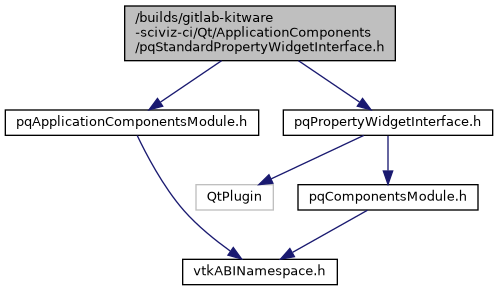 /builds/gitlab-kitware
-sciviz-ci/Qt/ApplicationComponents
/pqStandardPropertyWidgetInterface.h
pqApplicationComponentsModule.h
pqPropertyWidgetInterface.h
QtPlugin
pqComponentsModule.h
vtkABINamespace.h